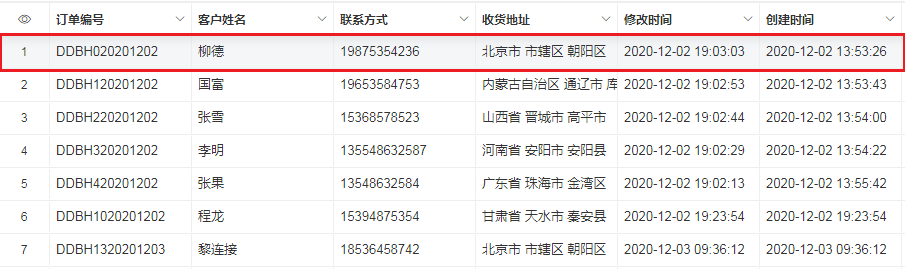 订单编号 客户姓名 联系方式 收货地址 修改时间 创建时间
1 DDBH020201202 柳德 19875354236 北京市 市辖区 朝阳区 2020-12-02 19:03:03 2020-12-02 13:53:26
2 DDBH120201202 国富 19653584753 内蒙古自治区 通辽市 库 2020-12-02 19:02:53 2020-12-02 13:53:43
3 DDBH220201202 张雪 15368578523 山西省 晋城市 高平市 2020-12-02 19:02:44 2020-12-02 13:54:00
4 DDBH320201202 李明 135548632587 河南省 安阳市 安阳县 2020-12-02 19:02:29 2020-12-02 13:54:22
5 DDBH420201202 张果 13548632584 广东省 珠海市 金湾区 2020-12-02 19:02:13 2020-12-02 13:55:42
6 DDBH1020201202 程龙 15394875354 甘肃省 天水市 秦安县 2020-12-02 19:23:54 2020-12-02 19:23:54
7 DDBH1320201203 黎连接 18536458742 北京市 市辖区 朝阳区 2020-12-03 09:36:12 2020-12-03 09:36:12